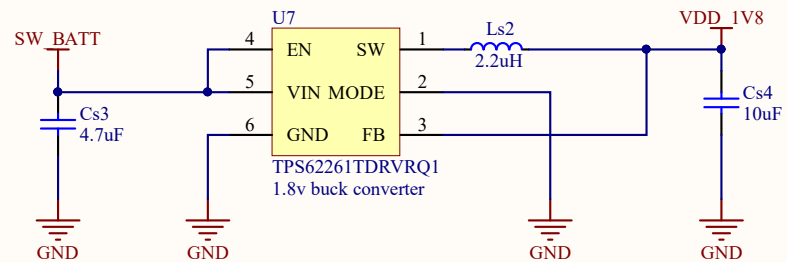 U7
SW_BATT
4 EN SW 1
Ls2
2.2uH
VDD_1V8
5 VIN MODE 2
Cs3
4.7uF
6 GND FB 3
Cs4
10uF
TPS62261TDRVRQ1
1.8v buck converter
GND GND GND GND